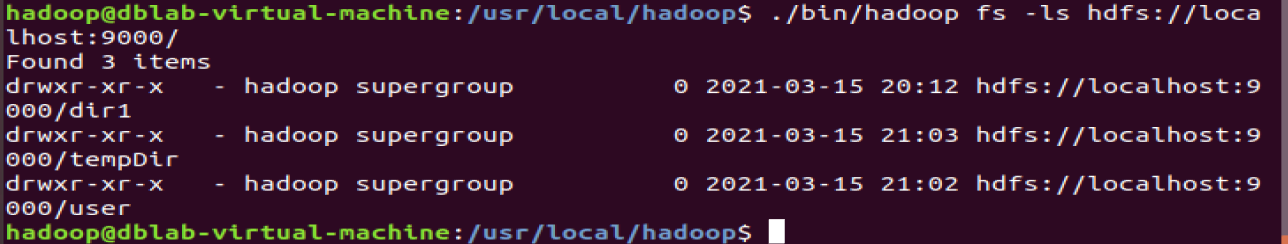 hadoop@dblab-virtual-machine:/usr/local/hadoop$ ./bin/hadoop fs -ls hdfs://loca
lhost:9000/
Found 3 items
drwxr-xr-x   - hadoop supergroup          0 2021-03-15 20:12 hdfs://localhost:9
000/dir1
drwxr-xr-x   - hadoop supergroup          0 2021-03-15 21:03 hdfs://localhost:9
000/tempDir
drwxr-xr-x   - hadoop supergroup          0 2021-03-15 21:02 hdfs://localhost:9
000/user
hadoop@dblab-virtual-machine:/usr/local/hadoop$